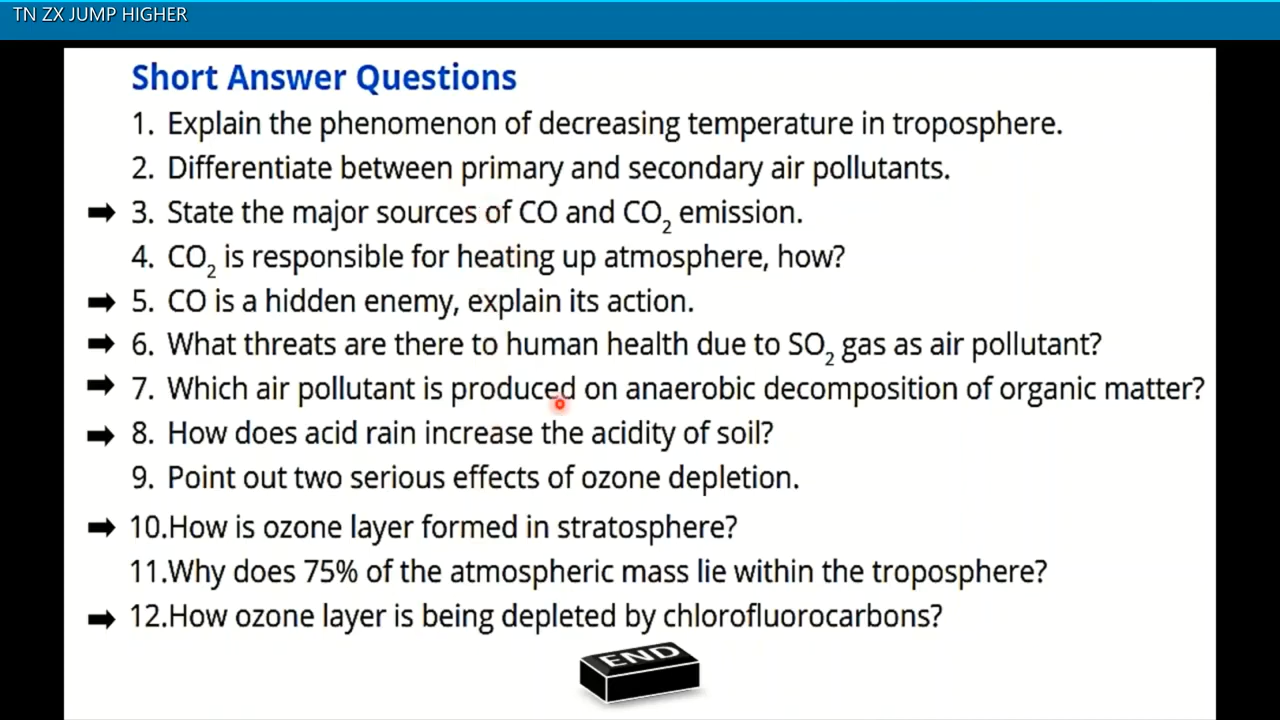 TN ZX JUMP HIGHER
Short Answer Questions
1. Explain the phenomenon of decreasing temperature in troposphere.
2. Differentiate between primary and secondary air pollutants.
3. State the major sources of CO and CO₂ emission.
4. CO₂ is responsible for heating up atmosphere, how?
5. CO is a hidden enemy, explain its action.
6. What threats are there to human health due to SO₂ gas as air pollutant?
7. Which air pollutant is produced on anaerobic decomposition of organic matter?
8. How does acid rain increase the acidity of soil?
9. Point out two serious effects of ozone depletion.
10.How is ozone layer formed in stratosphere?
11.Why does 75% of the atmospheric mass lie within the troposphere?
12.How ozone layer is being depleted by chlorofluorocarbons?
END